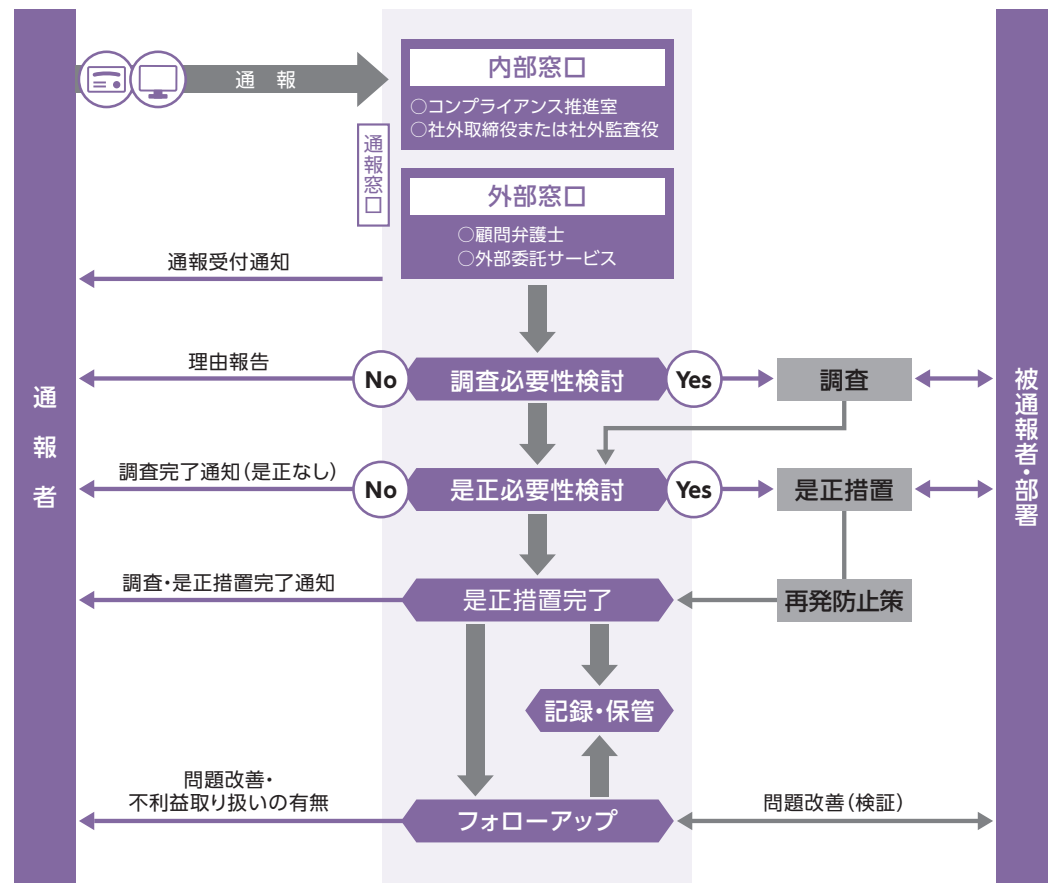 通報
内部窓口
○コンプライアンス推進室
○社外取締役または社外監査役
通報窓口
外部窓口
○顧問弁護士
○外部委託サービス
通報受付通知
理由報告
No
調査必要性検討
Yes
調査
通報者
被通報者・部署
調査完了通知（是正なし）
No
是正必要性検討
Yes
是正措置
調査・是正措置完了通知
是正措置完了
再発防止策
記録・保管
問題改善・
不利益取り扱いの有無
フォローアップ
問題改善（検証）